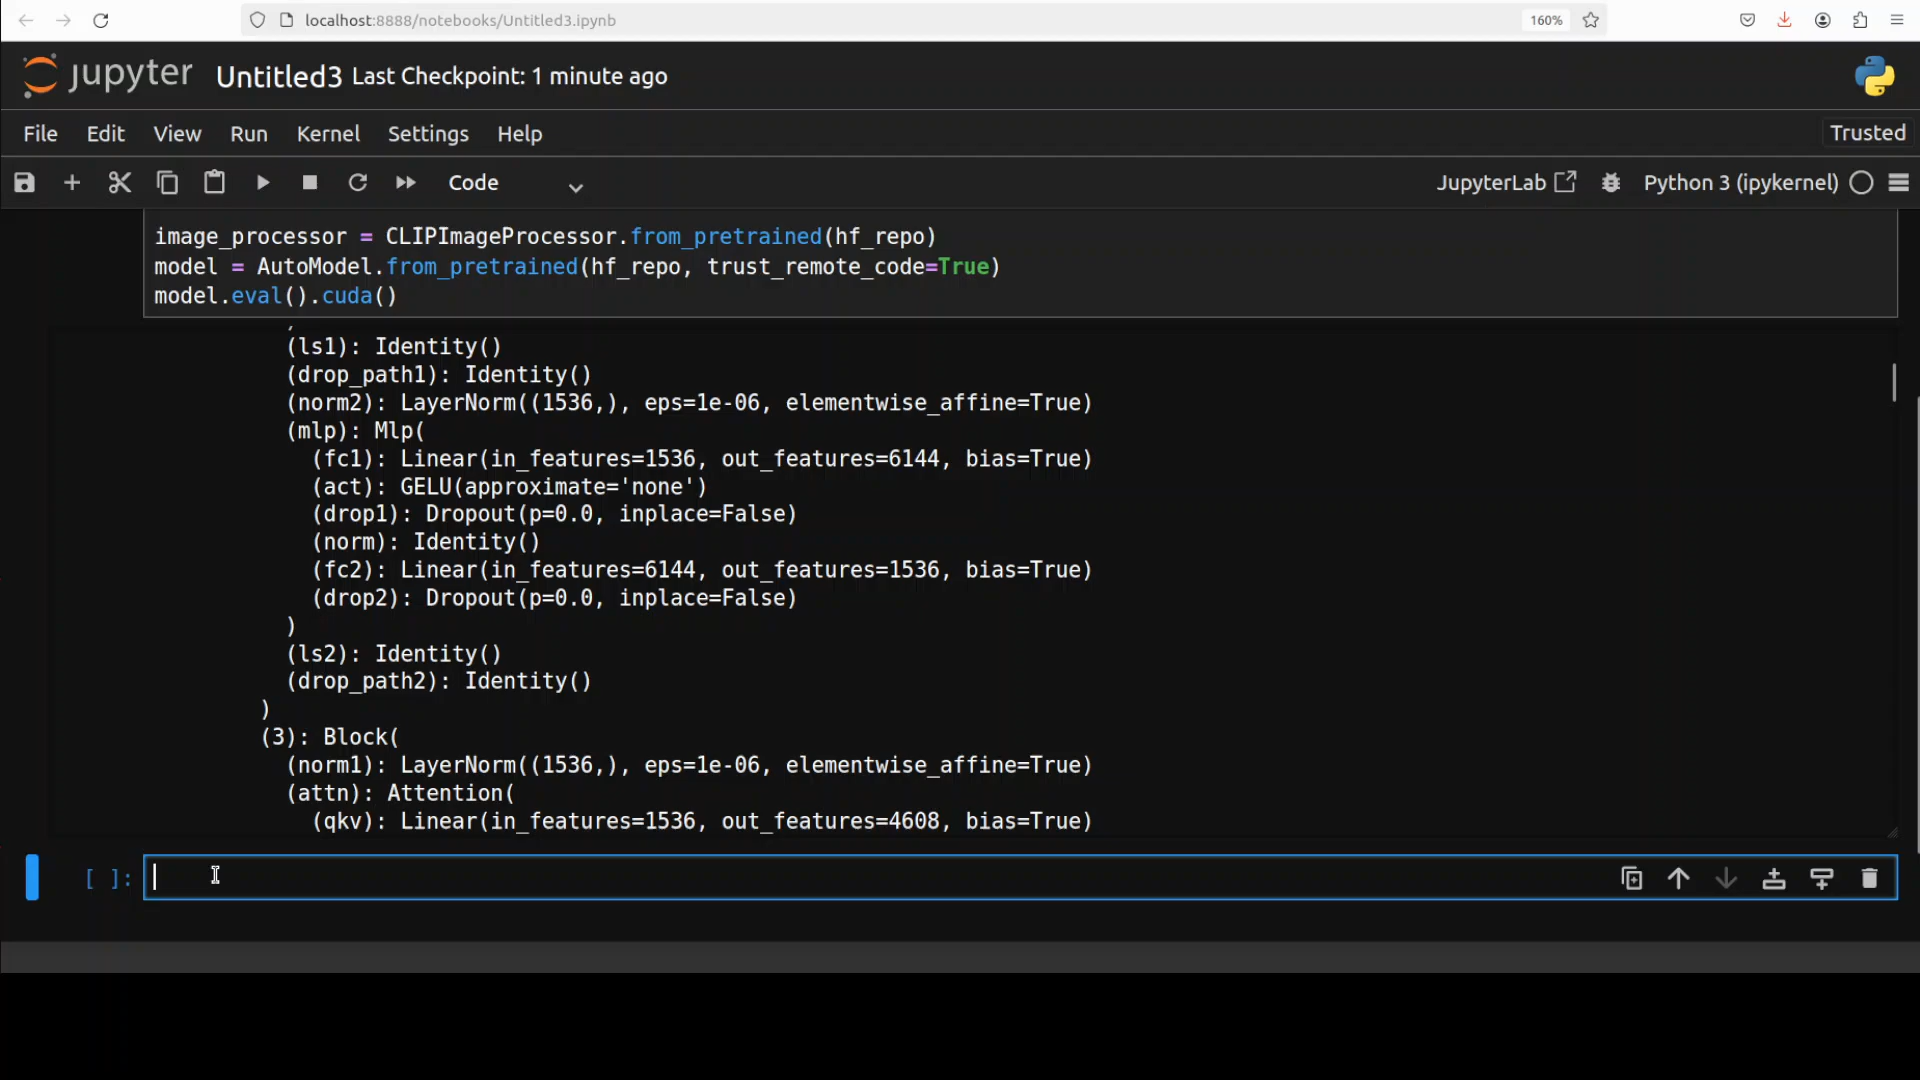 localhost:8888/notebooks/Untitled3.ipynb 160%
jupyter Untitled3 Last Checkpoint: 1 minute ago
File Edit View Run Kernel Settings Help Trusted
Code JupyterLab Python 3 (ipykernel)
image_processor = CLIPImageProcessor.from_pretrained(hf_repo)
model = AutoModel.from_pretrained(hf_repo, trust_remote_code=True)
model.eval().cuda()
(ls1): Identity()
(drop_path1): Identity()
(norm2): LayerNorm((1536,), eps=1e-06, elementwise_affine=True)
(mlp): Mlp(
(fc1): Linear(in_features=1536, out_features=6144, bias=True)
(act): GELU(approximate='none')
(drop1): Dropout(p=0.0, inplace=False)
(norm): Identity()
(fc2): Linear(in_features=6144, out_features=1536, bias=True)
(drop2): Dropout(p=0.0, inplace=False)
)
(ls2): Identity()
(drop_path2): Identity()
)
(3): Block(
(norm1): LayerNorm((1536,), eps=1e-06, elementwise_affine=True)
(attn): Attention(
(qkv): Linear(in_features=1536, out_features=4608, bias=True)
[ ]: